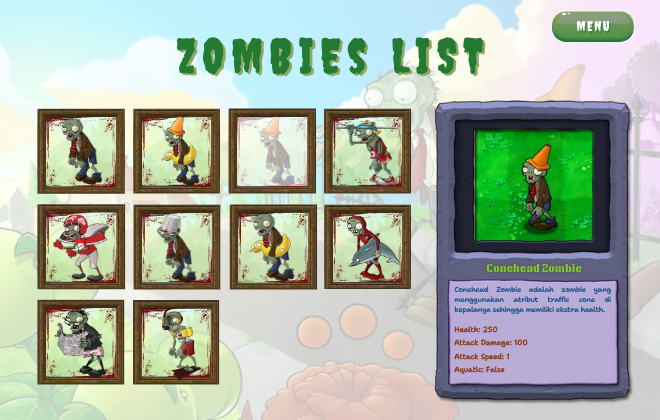 MENU
ZOMBIES LIST
Conehead Zombie
Conehead Zombie adalah zombie yang
menggunakan atribut traffic cone di
kepalanya sehingga memiliki ekstra health.
Health: 250
Attack Damage: 100
Attack Speed: 1
Aquatic: False